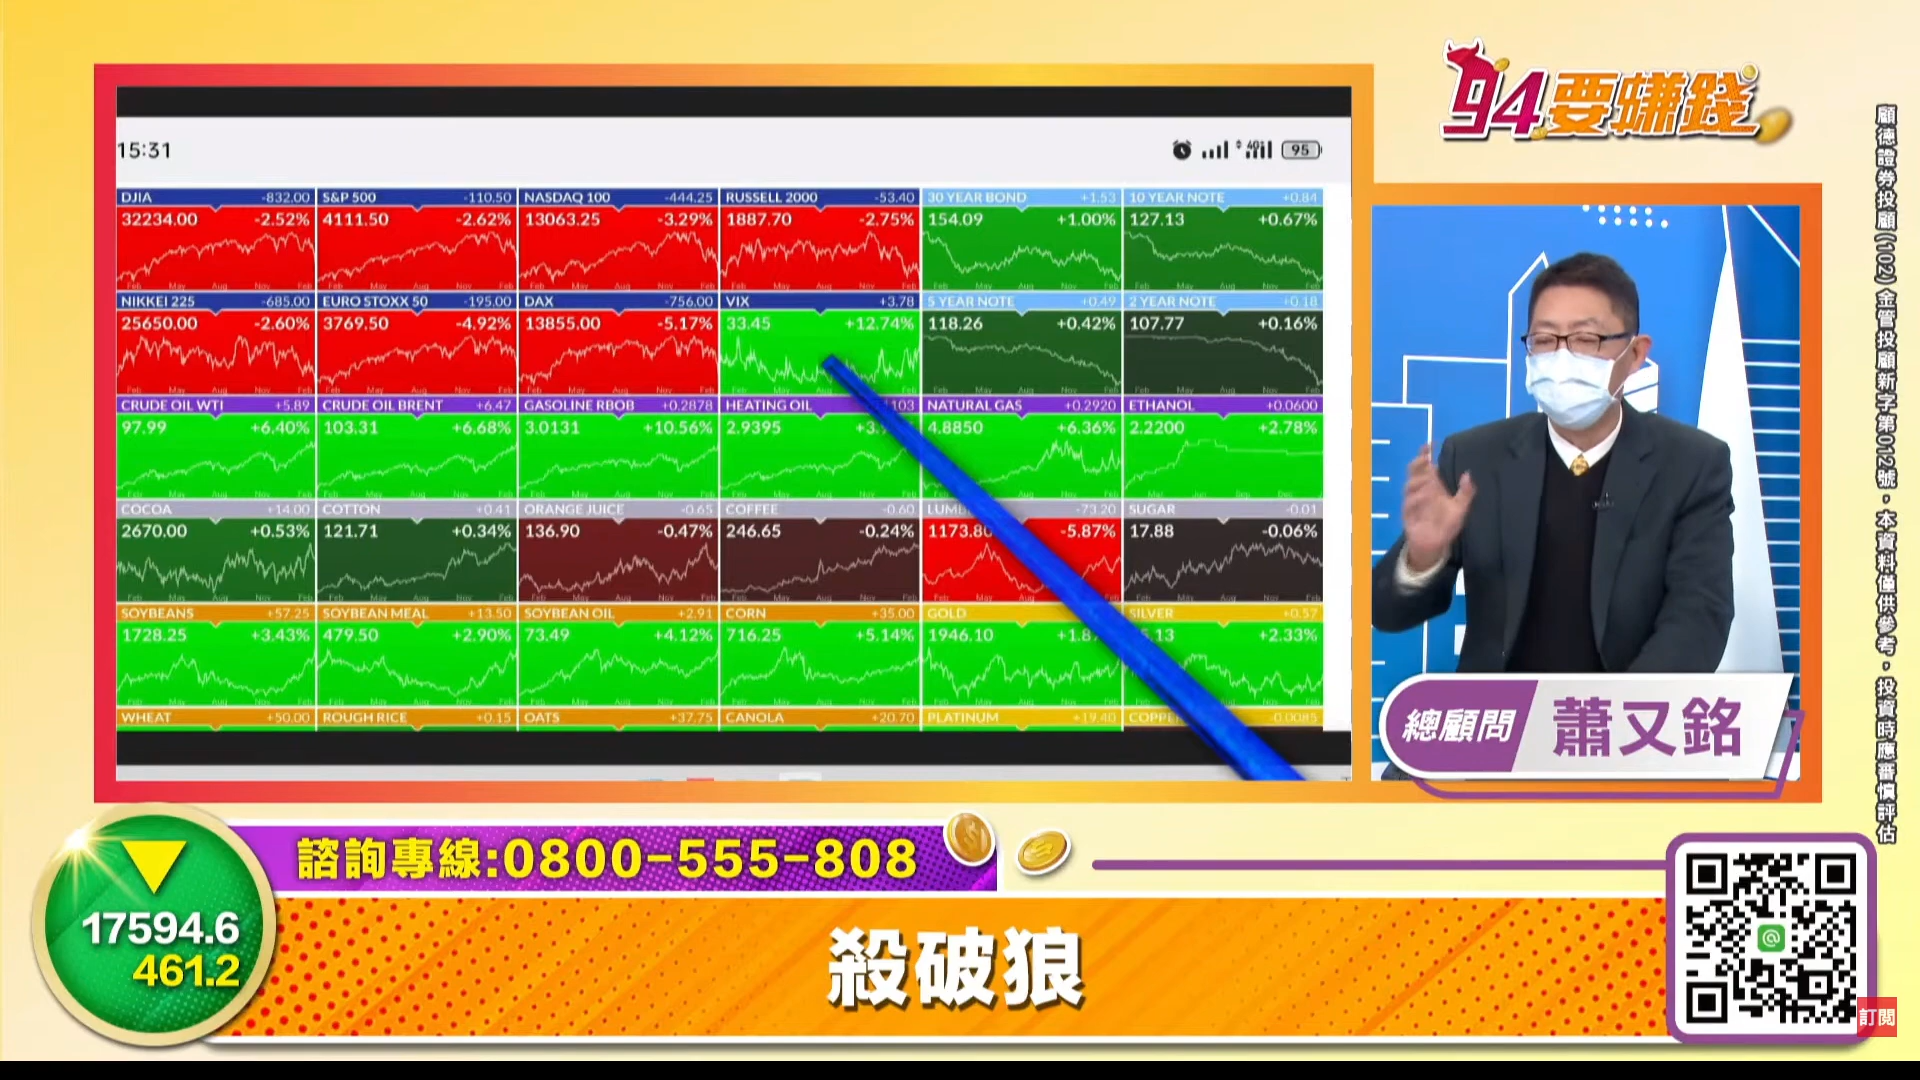 94要賺錢
顧德證券投顧(102)金管投顧新字第012號，本資料僅供參考，投資時應審慎評估
15:31
4G
95
DJIA -832.00
32234.00 -2.52%
S&P 500 -110.50
4111.50 -2.62%
NASDAQ 100 -444.25
13063.25 -3.29%
RUSSELL 2000 -53.40
1887.70 -2.75%
30 YEAR BOND +1.53
154.09 +1.00%
10 YEAR NOTE +0.84
127.13 +0.67%
Feb May Aug Nov Feb
NIKKEI 225 -685.00
25650.00 -2.60%
EURO STOXX 50 -195.00
3769.50 -4.92%
DAX -756.00
13855.00 -5.17%
VIX +3.78
33.45 +12.74%
5 YEAR NOTE +0.49
118.26 +0.42%
2 YEAR NOTE +0.18
107.77 +0.16%
Feb May Aug Nov Feb
CRUDE OIL WTI +5.89
97.99 +6.40%
CRUDE OIL BRENT +6.47
103.31 +6.68%
GASOLINE RBOB +0.2878
3.0131 +10.56%
HEATING OIL
2.9395
NATURAL GAS +0.2920
4.8850 +6.36%
ETHANOL +0.0600
2.2200 +2.78%
COCOA +14.00
2670.00 +0.53%
COTTON +0.41
121.71 +0.34%
ORANGE JUICE -0.65
136.90 -0.47%
COFFEE -0.60
246.65 -0.24%
-73.20
-5.87%
SUGAR -0.01
17.88 -0.06%
SOYBEANS +57.25
1728.25 +3.43%
SOYBEAN MEAL +13.50
479.50 +2.90%
SOYBEAN OIL +2.91
73.49 +4.12%
CORN +35.00
716.25 +5.14%
GOLD
1946.10
SILVER +0.57
+2.33%
WHEAT +50.00
ROUGH RICE +0.15
OATS +37.75
CANOLA +20.70
PLATINUM +19.40
-0.0085
總顧問 蕭又銘
諮詢專線:0800-555-808
17594.6
461.2
殺破狼
訂閱